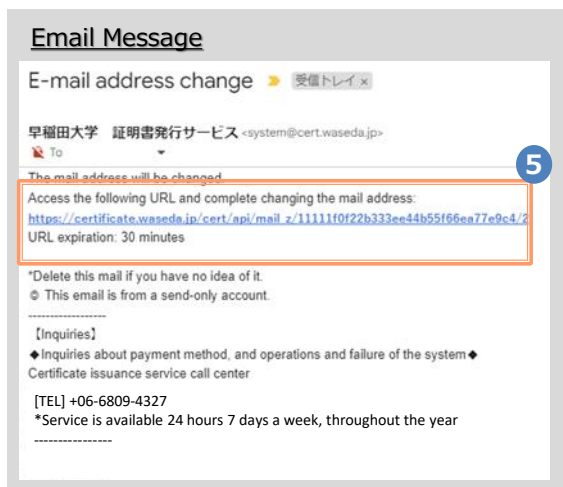 Email Message
E-mail address change 受信トレイ ×
早稲田大学 証明書発行サービス <system@cert.waseda.jp>
To
5
The mail address will be changed.
Access the following URL and complete changing the mail address:
https://certificate.waseda.jp/cert/api/mail_z/11111f0f22b333ee44b55f66ea77e9c4/2
URL expiration: 30 minutes
*Delete this mail if you have no idea of it.
◎ This email is from a send-only account.
-----------------
【Inquiries】
◆Inquiries about payment method, and operations and failure of the system◆
Certificate issuance service call center
[TEL] +06-6809-4327
*Service is available 24 hours 7 days a week, throughout the year
----------------